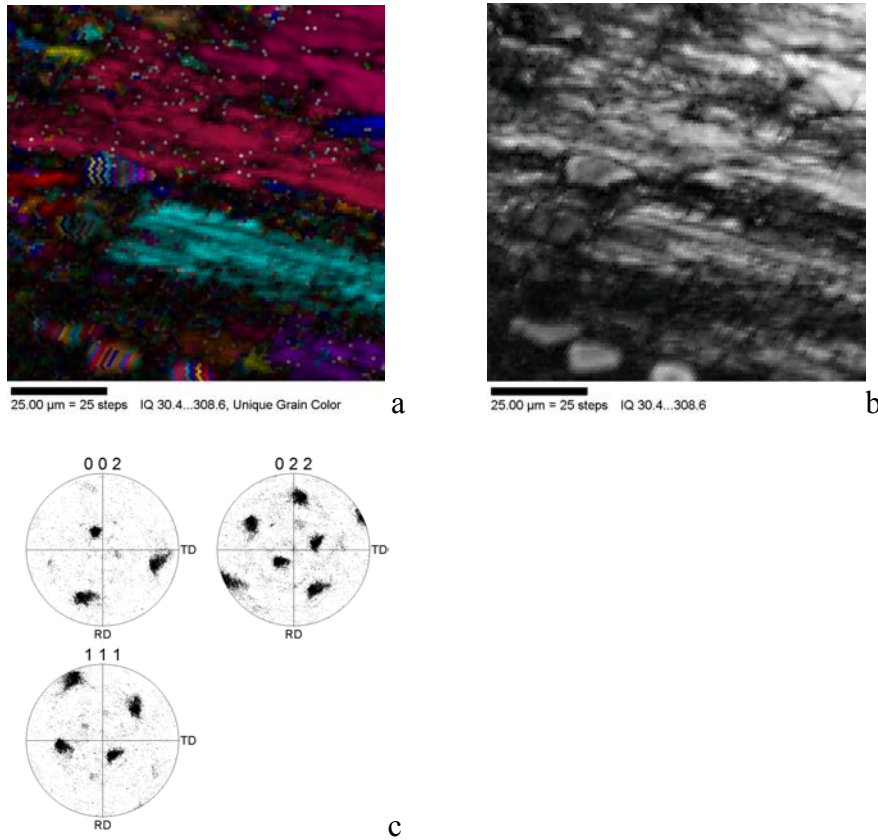 25.00 µm = 25 steps IQ 30.4...308.6, Unique Grain Color
a
25.00 µm = 25 steps IQ 30.4...308.6
b
0 0 2
TD
RD
0 2 2
TD
RD
1 1 1
TD
RD
c